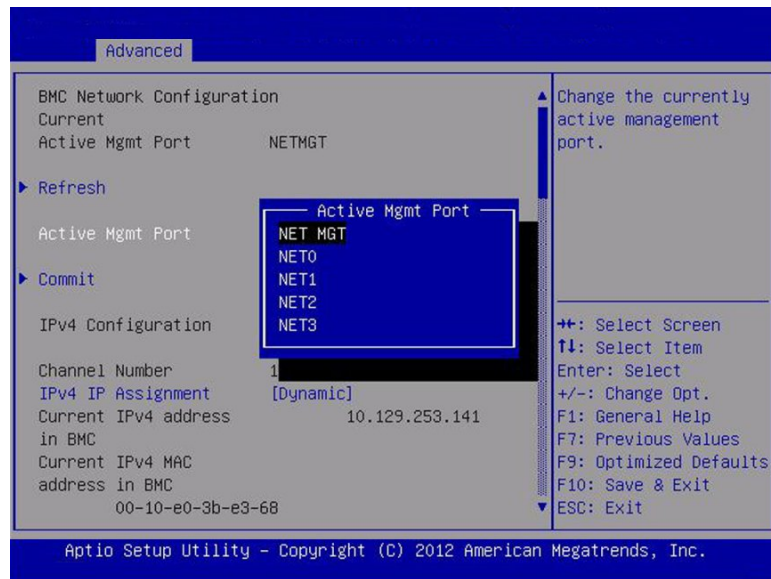 Advanced
BMC Network Configuration
Current
Active Mgmt Port NETMGT
Refresh
Active Mgmt Port
Commit
IPv4 Configuration
Channel Number 1
IPv4 IP Assignment [Dynamic]
Current IPv4 address 10.129.253.141
in BMC
Current IPv4 MAC
address in BMC
00-10-e0-3b-e3-68
Active Mgmt Port
NET MGT
NET0
NET1
NET2
NET3
Change the currently
active management
port.
→←: Select Screen
↑↓: Select Item
Enter: Select
+/-: Change Opt.
F1: General Help
F7: Previous Values
F9: Optimized Defaults
F10: Save & Exit
ESC: Exit
Aptio Setup Utility – Copyright (C) 2012 American Megatrends, Inc.